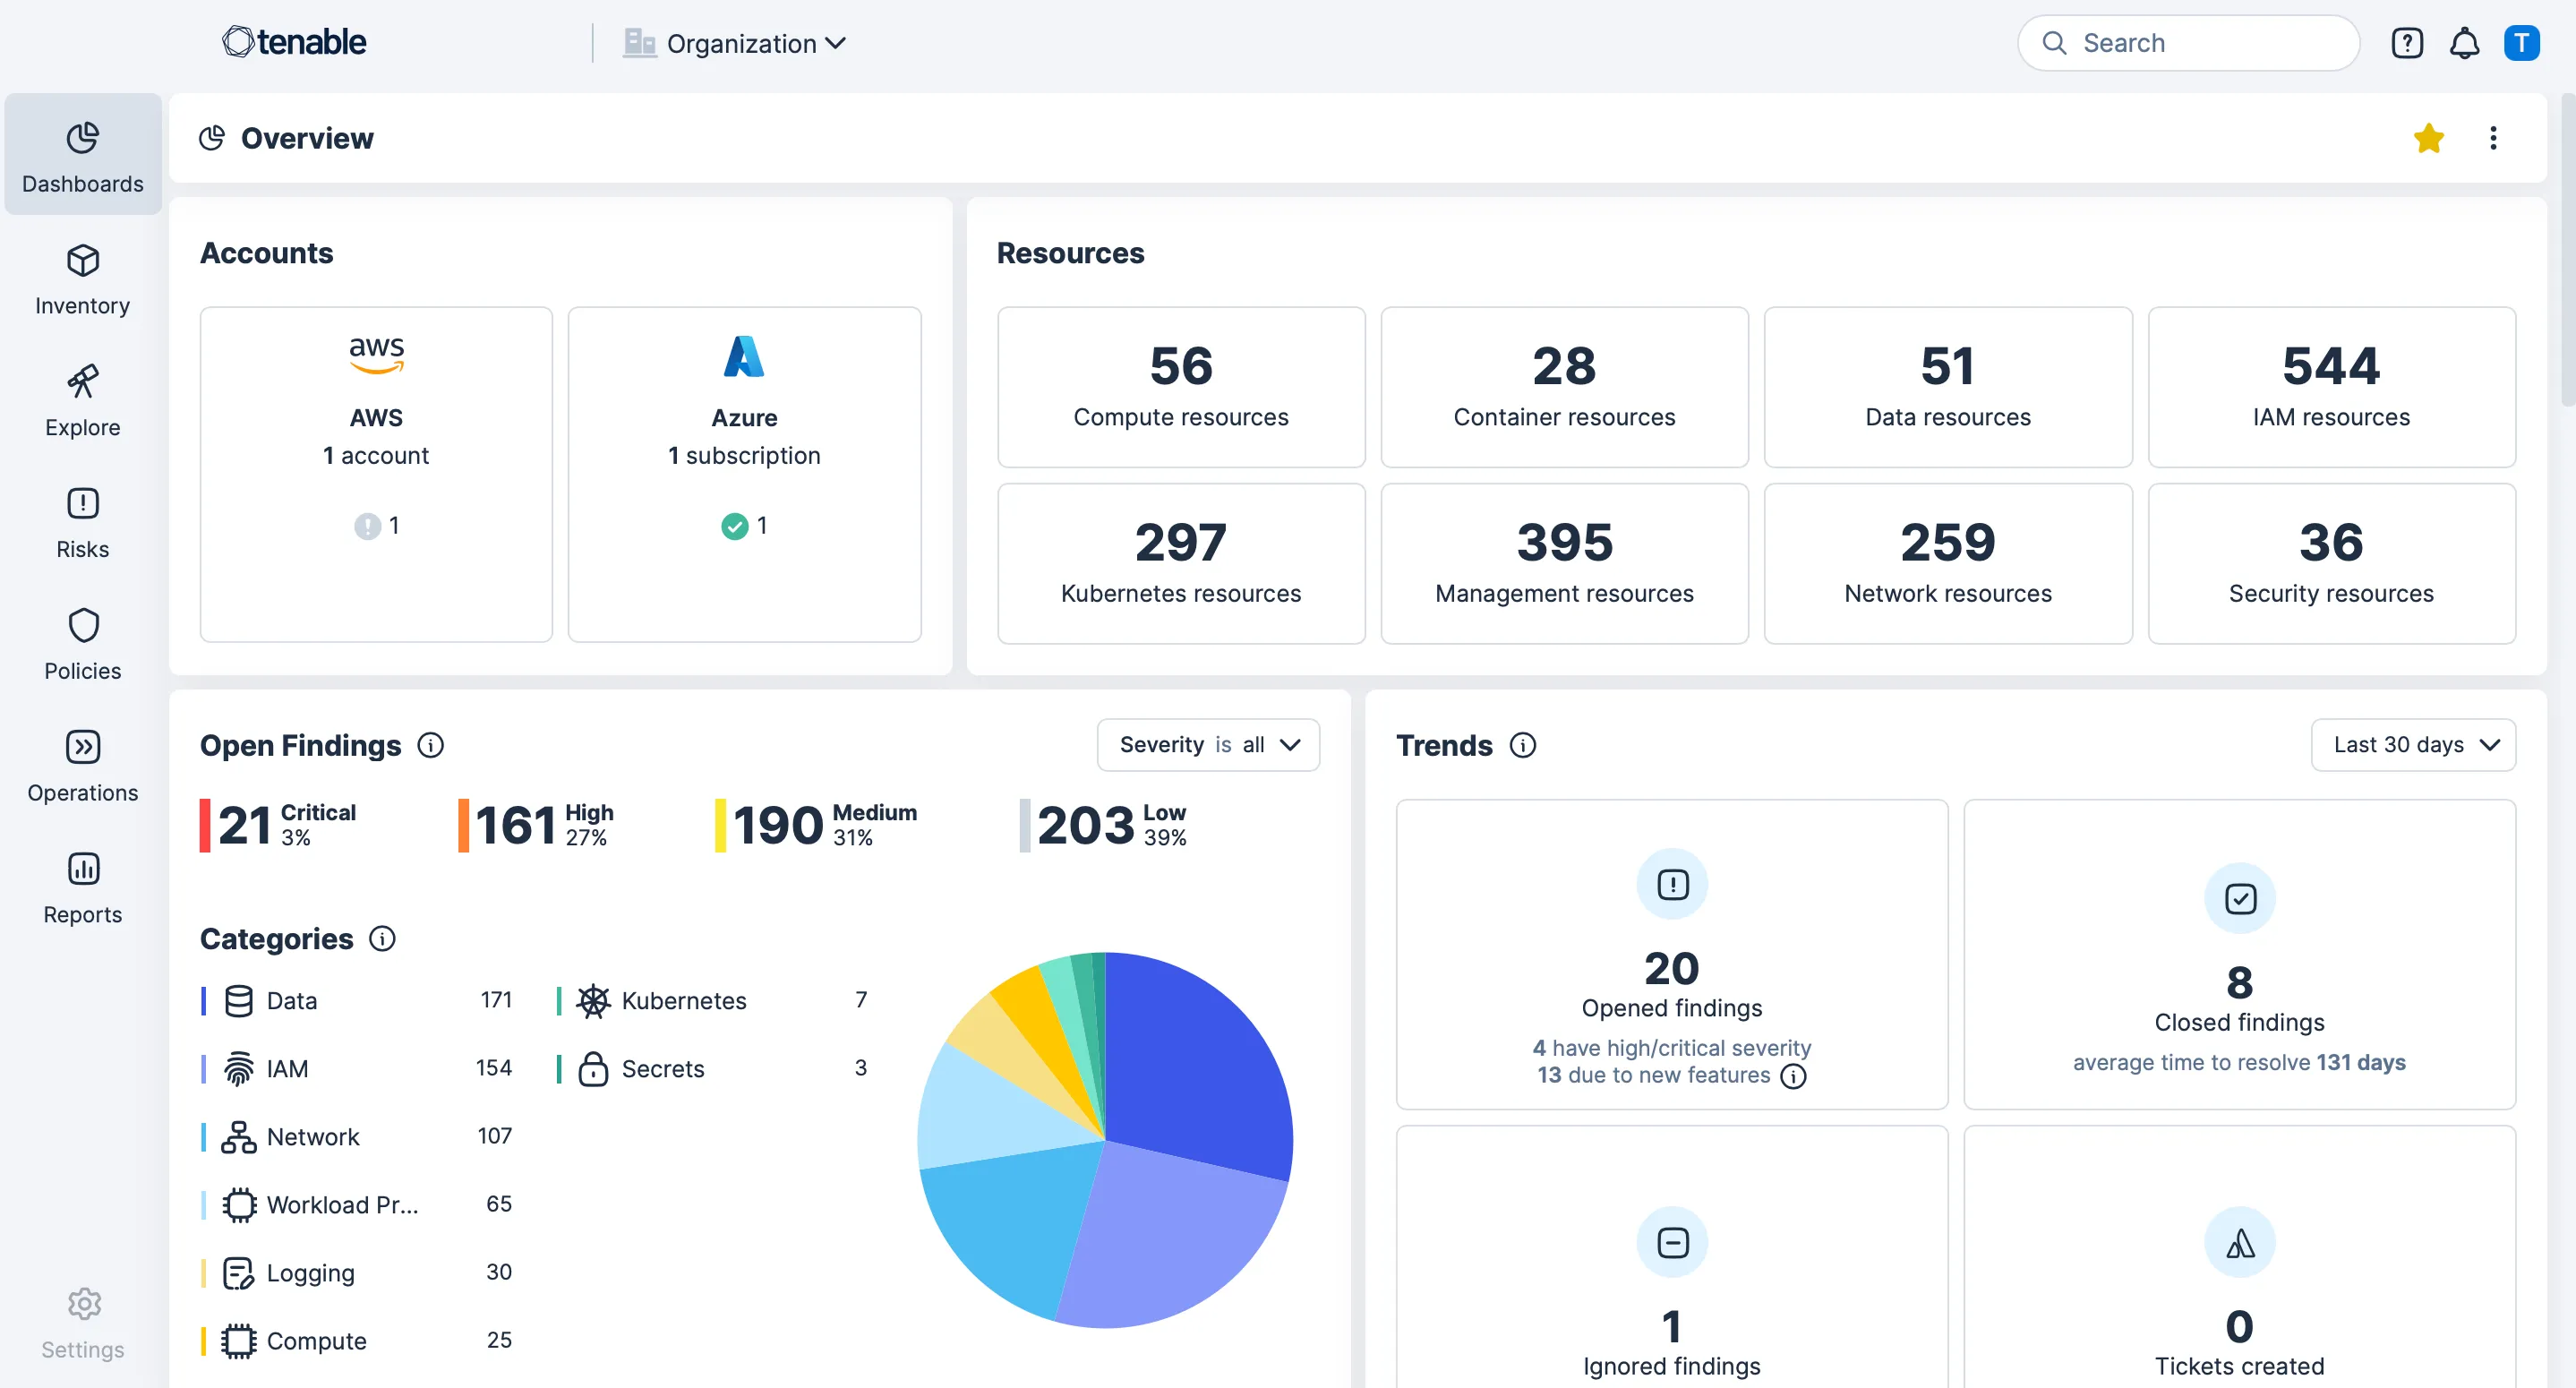 tenable
Organization
Search
?
T
Dashboards
Inventory
Explore
Risks
Policies
Operations
Reports
Settings
Overview
Accounts
aws
AWS
1 account
1
Azure
1 subscription
1
Resources
56
Compute resources
28
Container resources
51
Data resources
544
IAM resources
297
Kubernetes resources
395
Management resources
259
Network resources
36
Security resources
Open Findings
Severity is all
21 Critical
3%
161 High
27%
190 Medium
31%
203 Low
39%
Categories
Data 171
IAM 154
Network 107
Workload Pr... 65
Logging 30
Compute 25
Kubernetes 7
Secrets 3
Trends
Last 30 days
20
Opened findings
4 have high/critical severity
13 due to new features
8
Closed findings
average time to resolve 131 days
1
Ignored findings
0
Tickets created